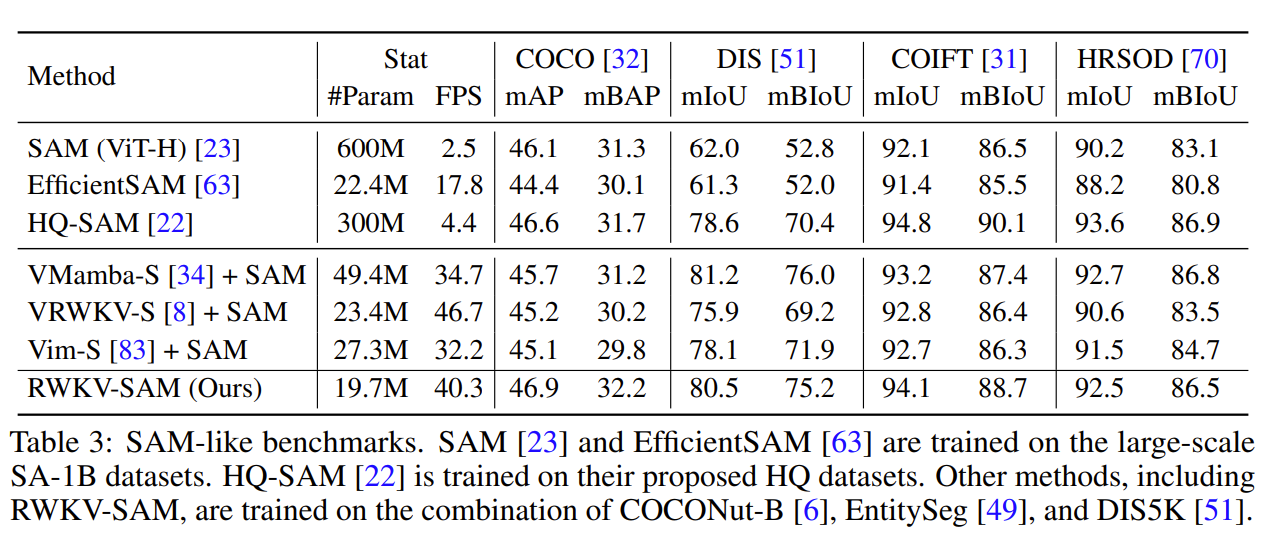 Method Stat COCO [32] DIS [51] COIFT [31] HRSOD [70]
#Param FPS mAP mBAP mIoU mBIoU mIoU mBIoU mIoU mBIoU
SAM (ViT-H) [23] 600M 2.5 46.1 31.3 62.0 52.8 92.1 86.5 90.2 83.1
EfficientSAM [63] 22.4M 17.8 44.4 30.1 61.3 52.0 91.4 85.5 88.2 80.8
HQ-SAM [22] 300M 4.4 46.6 31.7 78.6 70.4 94.8 90.1 93.6 86.9
VMamba-S [34] + SAM 49.4M 34.7 45.7 31.2 81.2 76.0 93.2 87.4 92.7 86.8
VRWKV-S [8] + SAM 23.4M 46.7 45.2 30.2 75.9 69.2 92.8 86.4 90.6 83.5
Vim-S [83] + SAM 27.3M 32.2 45.1 29.8 78.1 71.9 92.7 86.3 91.5 84.7
RWKV-SAM (Ours) 19.7M 40.3 46.9 32.2 80.5 75.2 94.1 88.7 92.5 86.5
Table 3: SAM-like benchmarks. SAM [23] and EfficientSAM [63] are trained on the large-scale
SA-1B datasets. HQ-SAM [22] is trained on their proposed HQ datasets. Other methods, including
RWKV-SAM, are trained on the combination of COCONut-B [6], EntitySeg [49], and DIS5K [51].